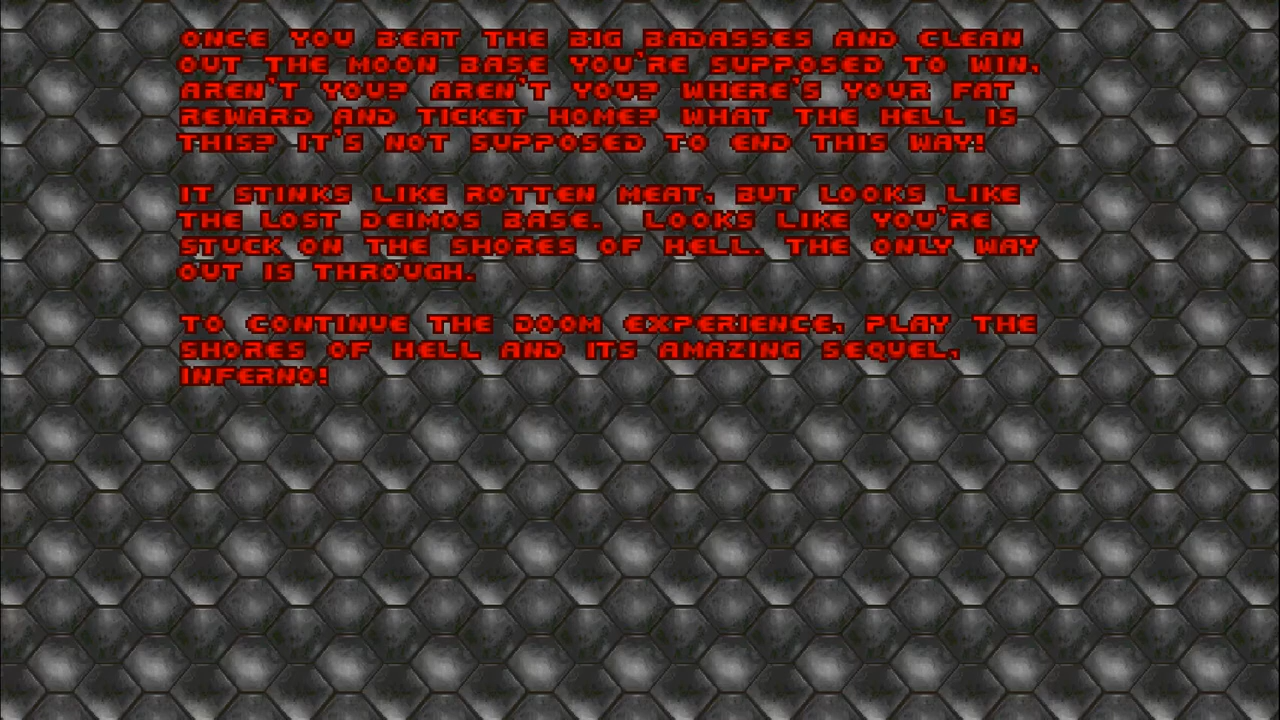 ONCE YOU BEAT THE BIG BADASSES AND CLEAN
OUT THE MOON BASE YOU'RE SUPPOSED TO WIN,
AREN'T YOU? AREN'T YOU? WHERE'S YOUR FAT
REWARD AND TICKET HOME? WHAT THE HELL IS
THIS? IT'S NOT SUPPOSED TO END THIS WAY!
IT STINKS LIKE ROTTEN MEAT, BUT LOOKS LIKE
THE LOST DEIMOS BASE.  LOOKS LIKE YOU'RE
STUCK ON THE SHORES OF HELL. THE ONLY WAY
OUT IS THROUGH.
TO CONTINUE THE DOOM EXPERIENCE, PLAY THE
SHORES OF HELL AND ITS AMAZING SEQUEL,
INFERNO!